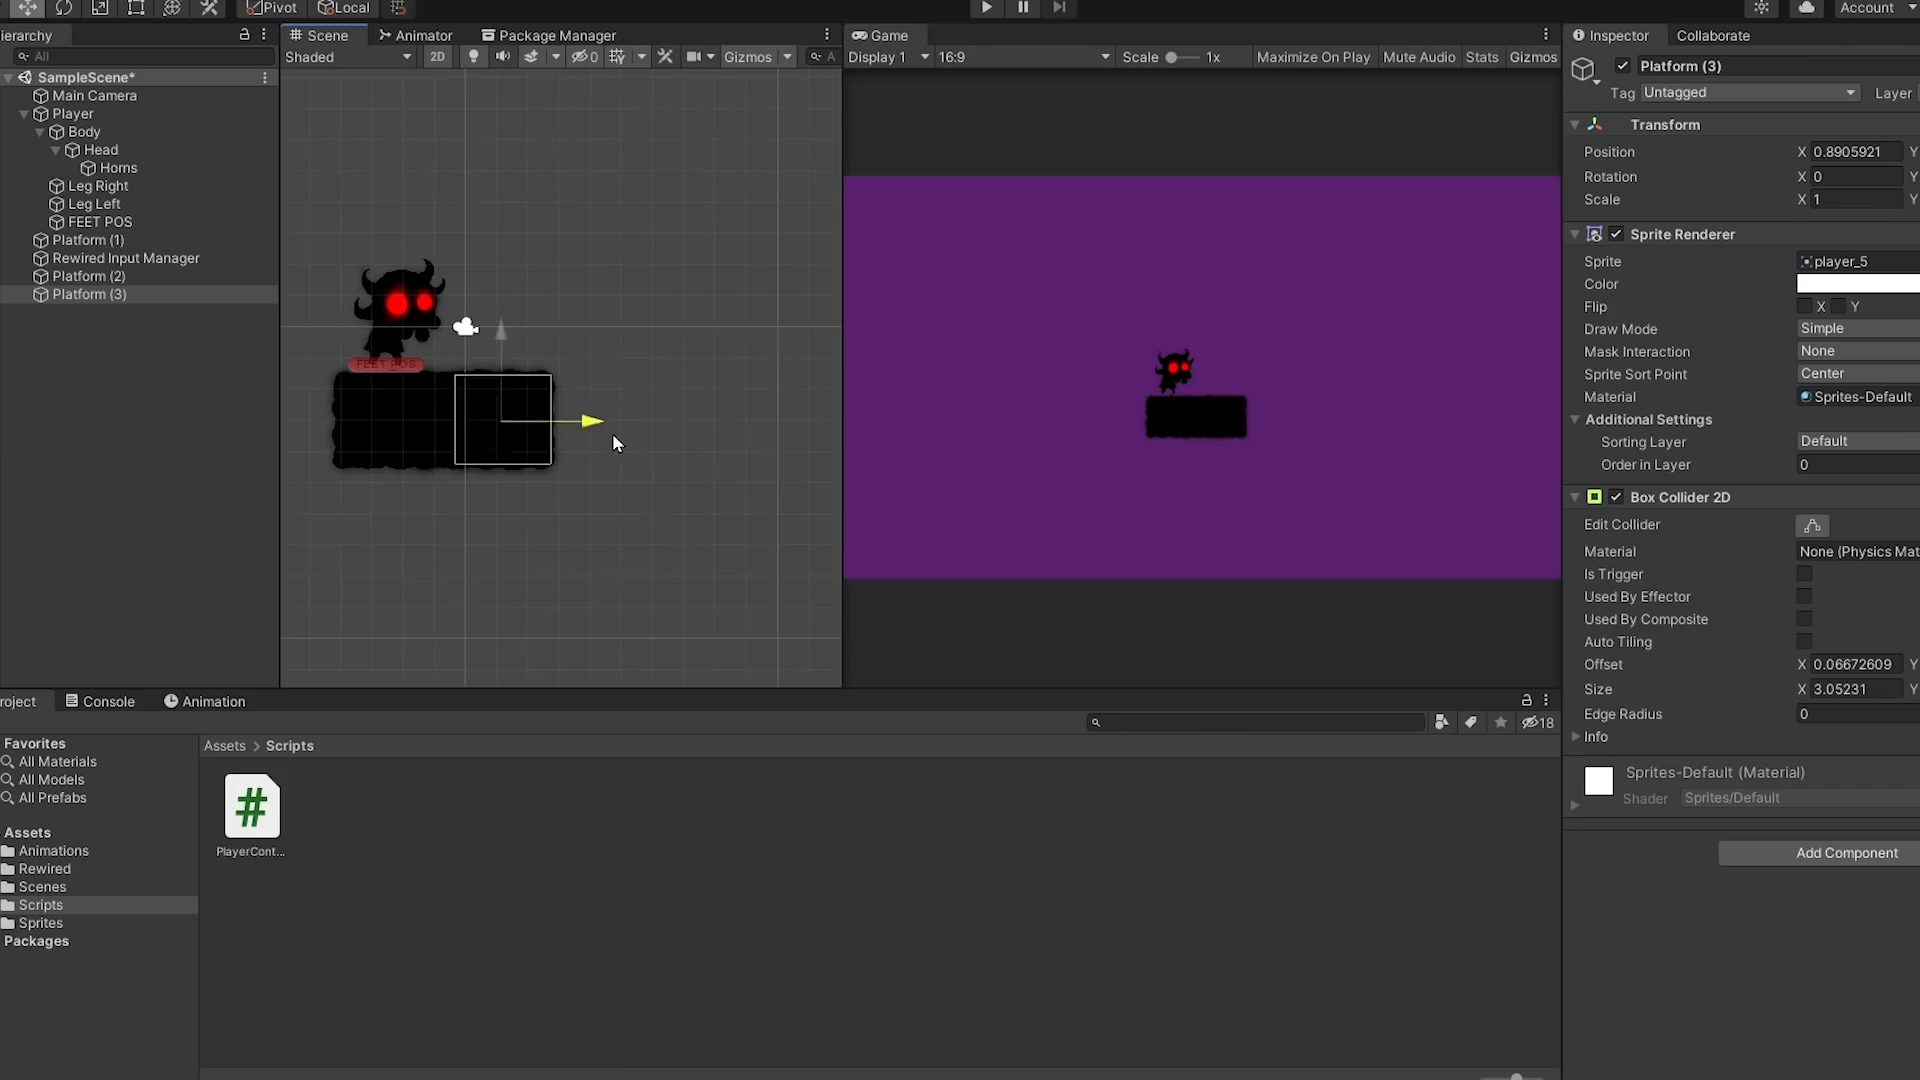 Pivot Local Account
ierarchy
All
SampleScene*
Main Camera
Player
Body
Head
Horns
Leg Right
Leg Left
FEET POS
Platform (1)
Rewired Input Manager
Platform (2)
Platform (3)
Scene Animator Package Manager
Shaded 2D 0 Gizmos A
FEET POS
Game
Display 1 16:9 Scale 1x Maximize On Play Mute Audio Stats Gizmos
Inspector Collaborate
Platform (3)
Tag Untagged Layer
Transform
Position X 0.8905921 Y
Rotation X 0 Y
Scale X 1 Y
Sprite Renderer
Sprite player_5
Color
Flip X Y
Draw Mode Simple
Mask Interaction None
Sprite Sort Point Center
Material Sprites-Default
Additional Settings
Sorting Layer Default
Order in Layer 0
Box Collider 2D
Edit Collider
Material None (Physics Mat
Is Trigger
Used By Effector
Used By Composite
Auto Tiling
Offset X 0.06672609 Y
Size X 3.05231 Y
Edge Radius 0
Info
Sprites-Default (Material)
Shader Sprites/Default
Add Component
roject Console Animation
18
Favorites
All Materials
All Models
All Prefabs
Assets
Animations
Rewired
Scenes
Scripts
Sprites
Packages
Assets > Scripts
#
PlayerCont...